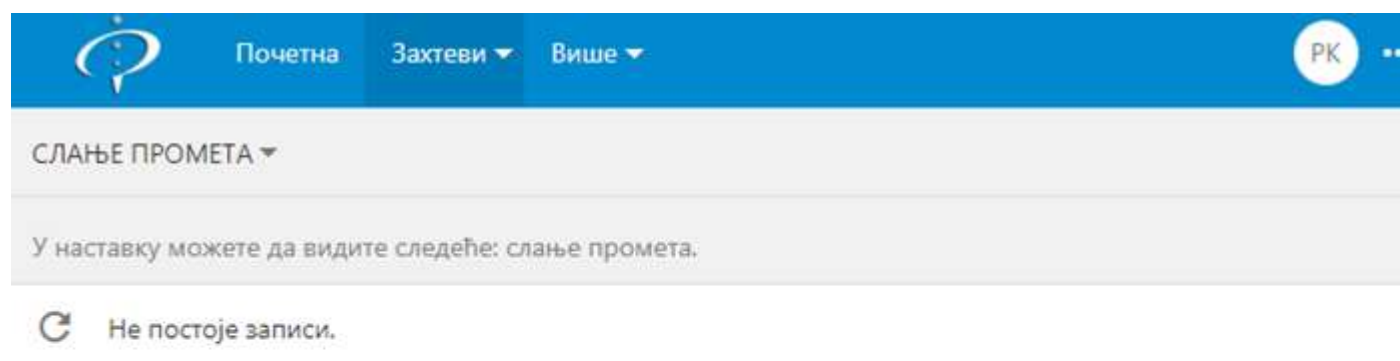 Почетна Захтеви Више РК
СЛАЊЕ ПРОМЕТА
У наставку можете да видите следеће: слање промета.
Не постоје записи.